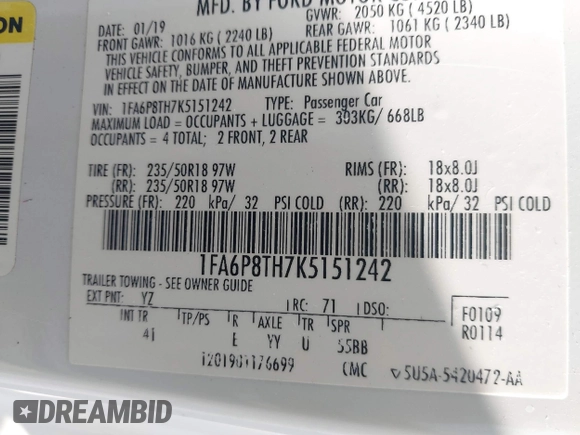 TION
MFD. BY FORD MOTOR
DATE: 01/19 GVWR: 2050 KG ( 4520 LB)
FRONT GAWR: 1016 KG ( 2240 LB) REAR GAWR: 1061 KG ( 2340 LB)
THIS VEHICLE CONFORMS TO ALL APPLICABLE FEDERAL MOTOR
VEHICLE SAFETY, BUMPER, AND THEFT PREVENTION STANDARDS
IN EFFECT ON THE DATE OF MANUFACTURE SHOWN ABOVE.
VIN: 1FA6P8TH7K5151242 TYPE: Passenger Car
MAXIMUM LOAD = OCCUPANTS + LUGGAGE = 303KG/ 668LB
OCCUPANTS = 4 TOTAL; 2 FRONT, 2 REAR
TIRE (FR): 235/50R18 97W RIMS (FR): 18x8.0J
(RR): 235/50R18 97W (RR): 18x8.0J
PRESSURE (FR): 220 kPa/ 32 PSI COLD (RR): 220 kPa/ 32 PSI COLD
1FA6P8TH7K5151242
TRAILER TOWING - SEE OWNER GUIDE
EXT PNT: YZ RC: 71 DSO: F0109
INT TR TP/PS R AXLE TR SPR R0114
4I E YY U 55BB
1201901176699 CMC 5U5A-5420472-AA
DREAMBID